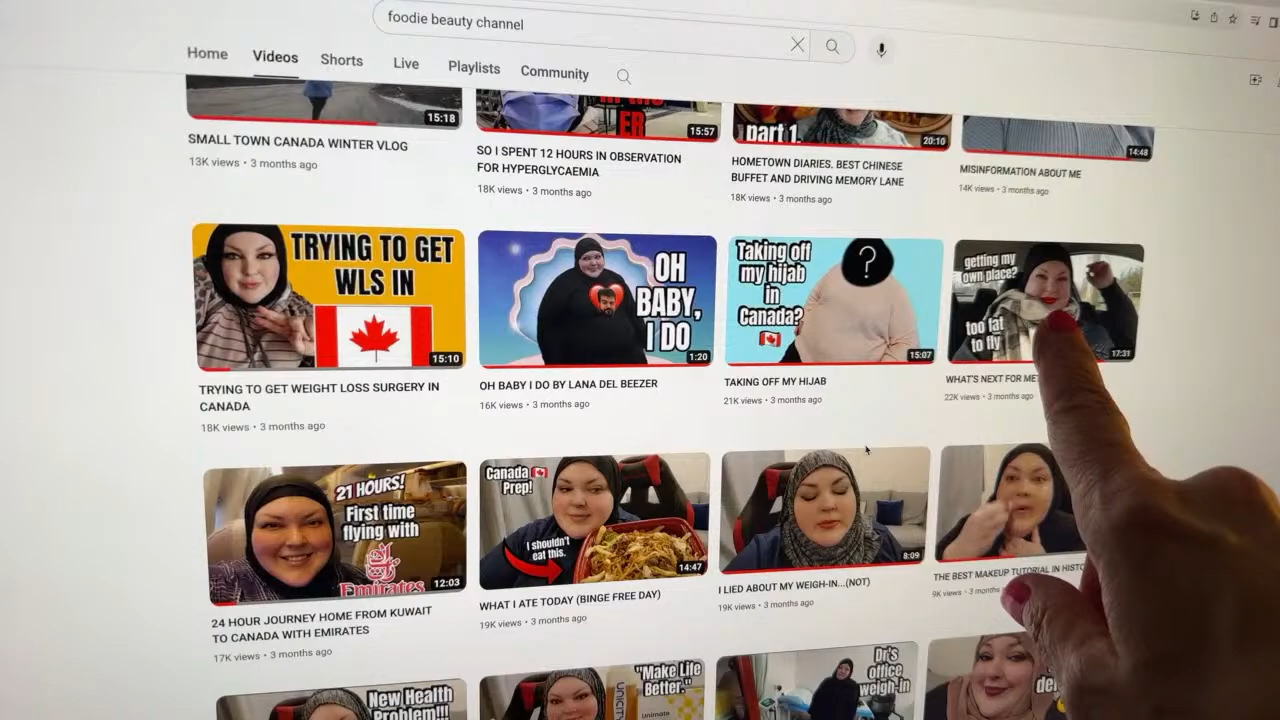 foodie beauty channel
Home
Videos
Shorts
Live
Playlists
Community
15:18
SMALL TOWN CANADA WINTER VLOG
13K views • 3 months ago
ER
15:57
SO I SPENT 12 HOURS IN OBSERVATION
FOR HYPERGLYCAEMIA
18K views • 3 months ago
part 1.
20:10
HOMETOWN DIARIES. BEST CHINESE
BUFFET AND DRIVING MEMORY LANE
18K views • 3 months ago
14:48
MISINFORMATION ABOUT ME
14K views • 3 months ago
TRYING TO GET
WLS IN
15:10
TRYING TO GET WEIGHT LOSS SURGERY IN
CANADA
18K views • 3 months ago
OH
BABY,
I DO
1:20
OH BABY I DO BY LANA DEL BEEZER
16K views • 3 months ago
Taking off
my hijab
in
Canada?
?
15:07
TAKING OFF MY HIJAB
21K views • 3 months ago
getting my
own place?
too fat
to fly
17:31
WHAT'S NEXT FOR ME
22K views • 3 months ago
21 HOURS!
First time
flying with
Emirates
12:03
24 HOUR JOURNEY HOME FROM KUWAIT
TO CANADA WITH EMIRATES
17K views • 3 months ago
Canada
Prep!
I shouldn't
eat this.
14:47
WHAT I ATE TODAY (BINGE FREE DAY)
19K views • 3 months ago
8:09
I LIED ABOUT MY WEIGH-IN...(NOT)
19K views • 3 months ago
THE BEST MAKEUP TUTORIAL IN HISTO
9K views • 3 months ago
New Health
Problem!!!
"Make Life
Better."
UNICITY
Unimate
Dr's
office
weigh-in